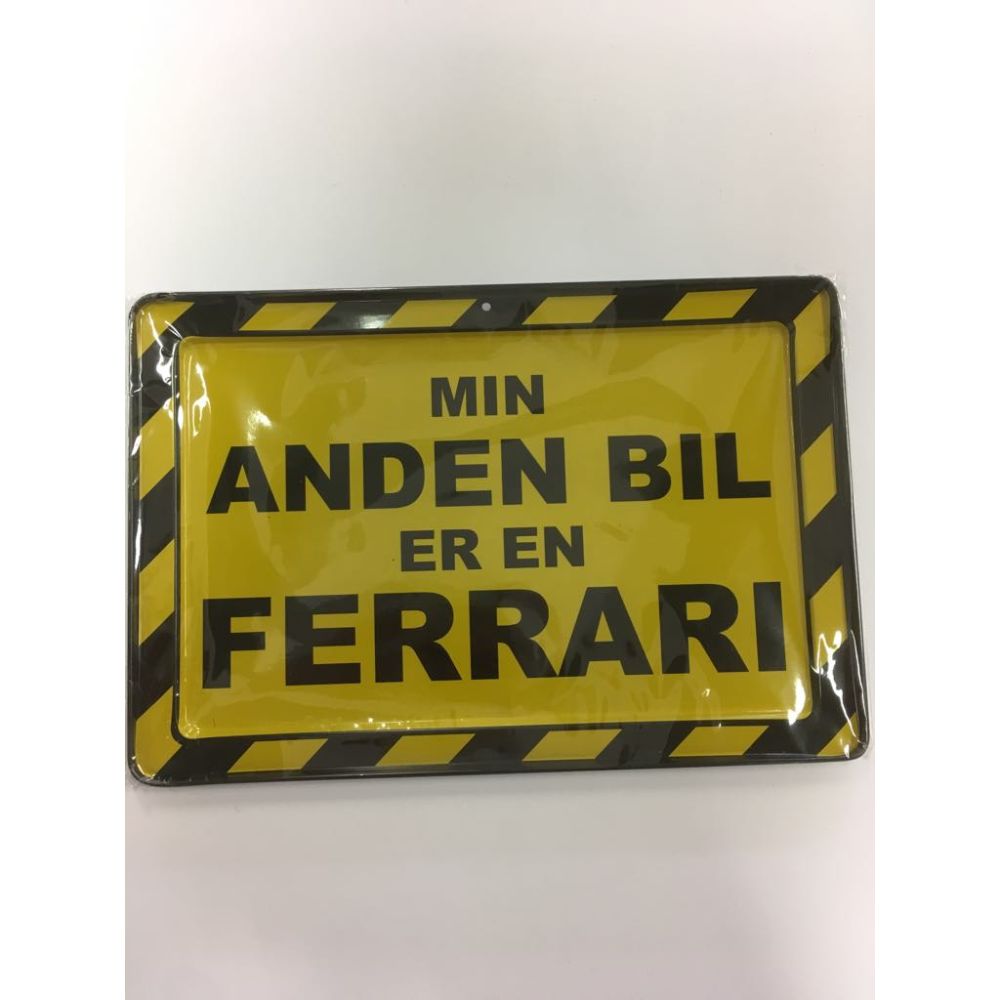 MIN
ANDEN BIL
ER EN
FERRARI